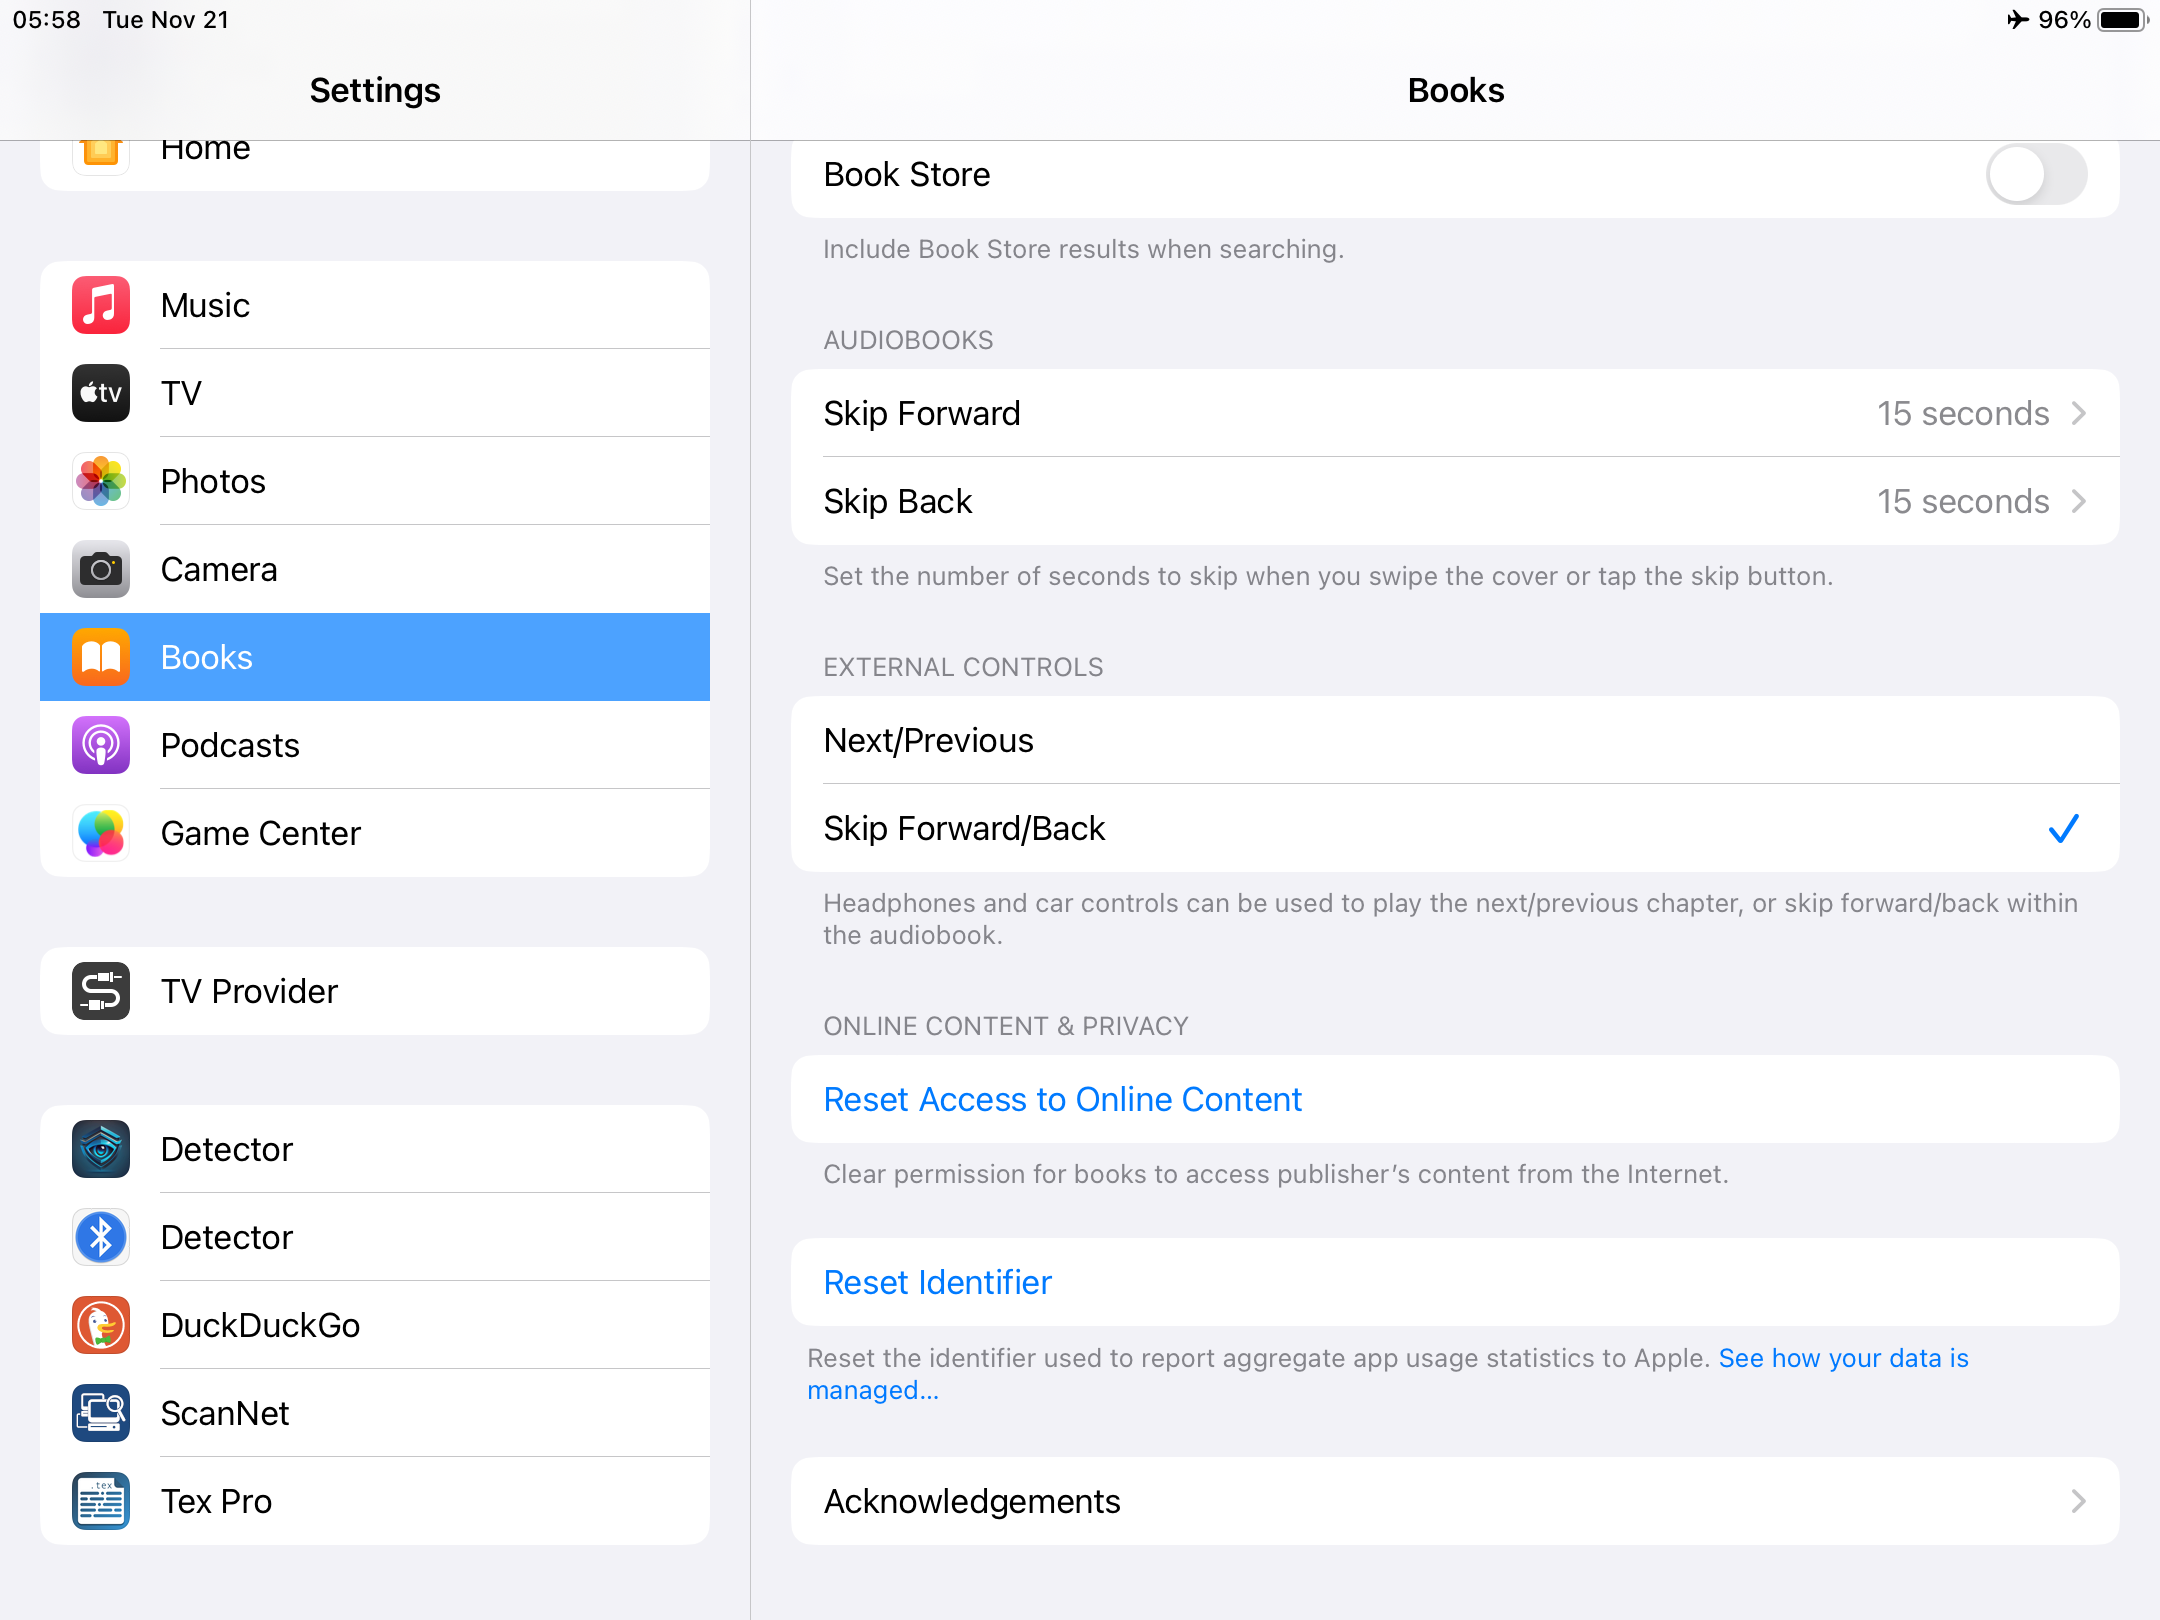 05:58 Tue Nov 21
96%
Settings
Home
Music
tv
TV
Photos
Camera
Books
Podcasts
Game Center
TV Provider
Detector
Detector
DuckDuckGo
ScanNet
.tex
Tex Pro
Books
Book Store
Include Book Store results when searching.
AUDIOBOOKS
Skip Forward 15 seconds
Skip Back 15 seconds
Set the number of seconds to skip when you swipe the cover or tap the skip button.
EXTERNAL CONTROLS
Next/Previous
Skip Forward/Back
Headphones and car controls can be used to play the next/previous chapter, or skip forward/back within
the audiobook.
ONLINE CONTENT & PRIVACY
Reset Access to Online Content
Clear permission for books to access publisher’s content from the Internet.
Reset Identifier
Reset the identifier used to report aggregate app usage statistics to Apple. See how your data is
managed...
Acknowledgements